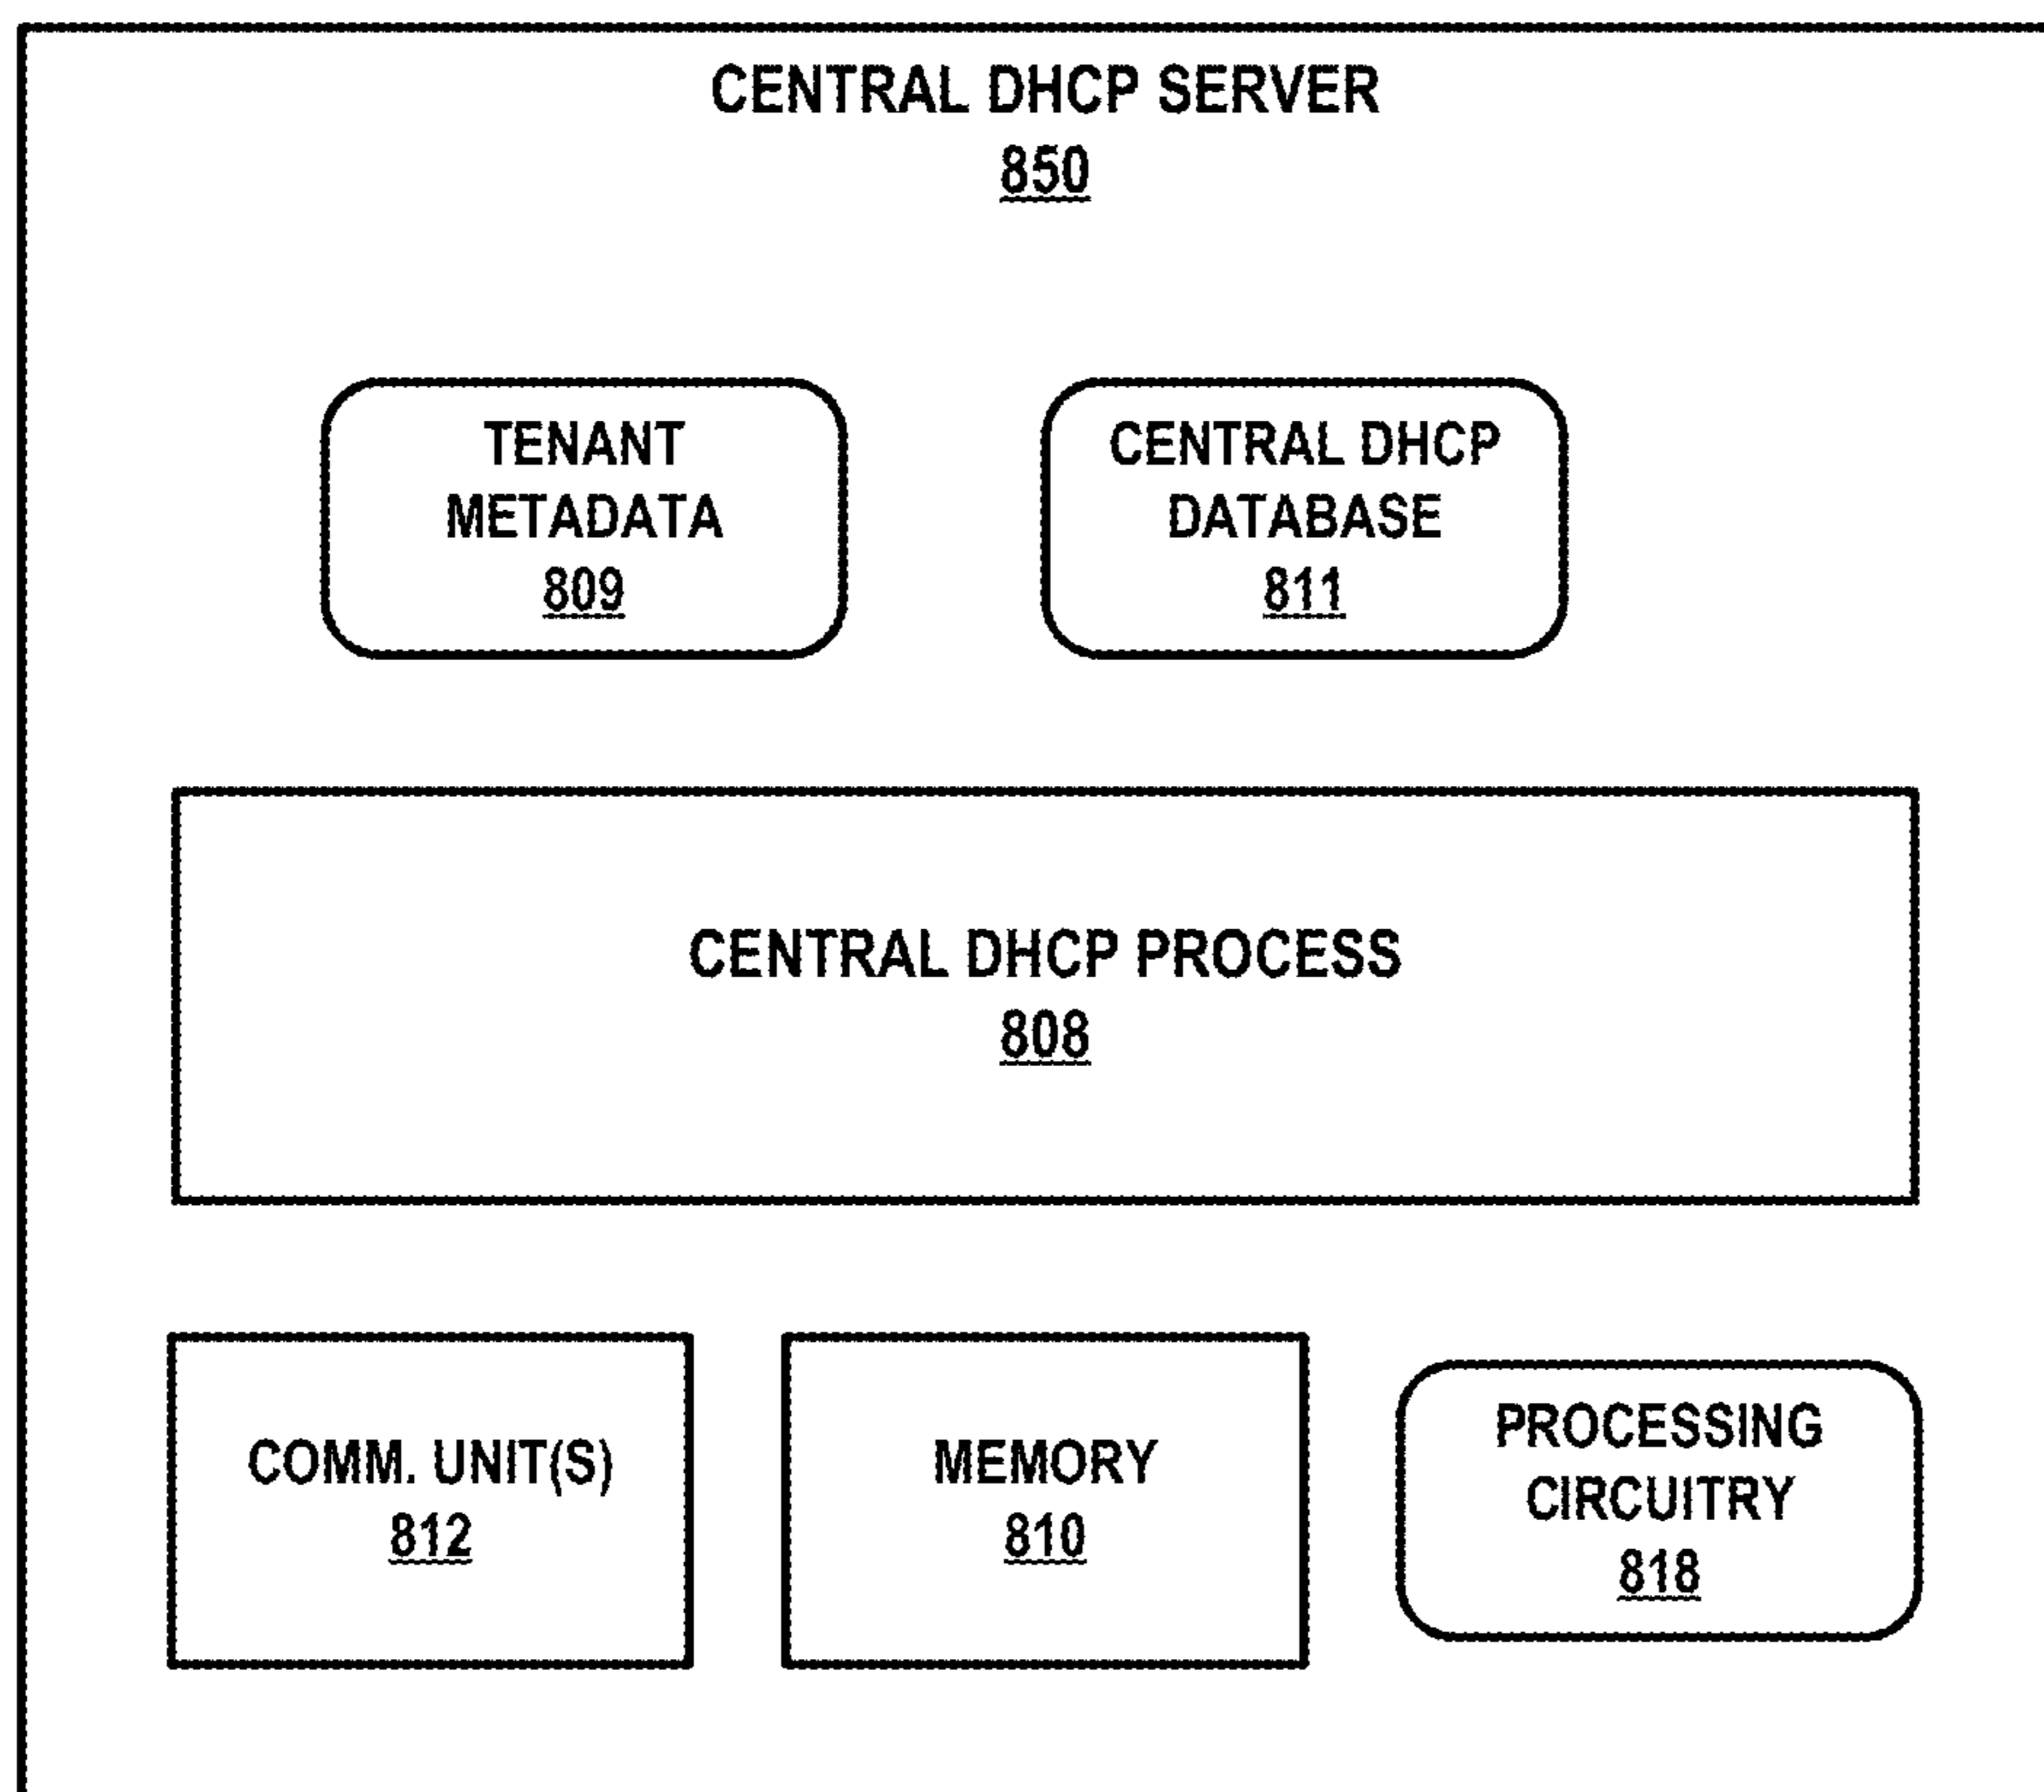 CENTRAL DHCP SERVER
850
TENANT
METADATA
809
CENTRAL DHCP
DATABASE
811
CENTRAL DHCP PROCESS
808
COMM. UNIT(S)
812
MEMORY
810
PROCESSING
CIRCUITRY
818